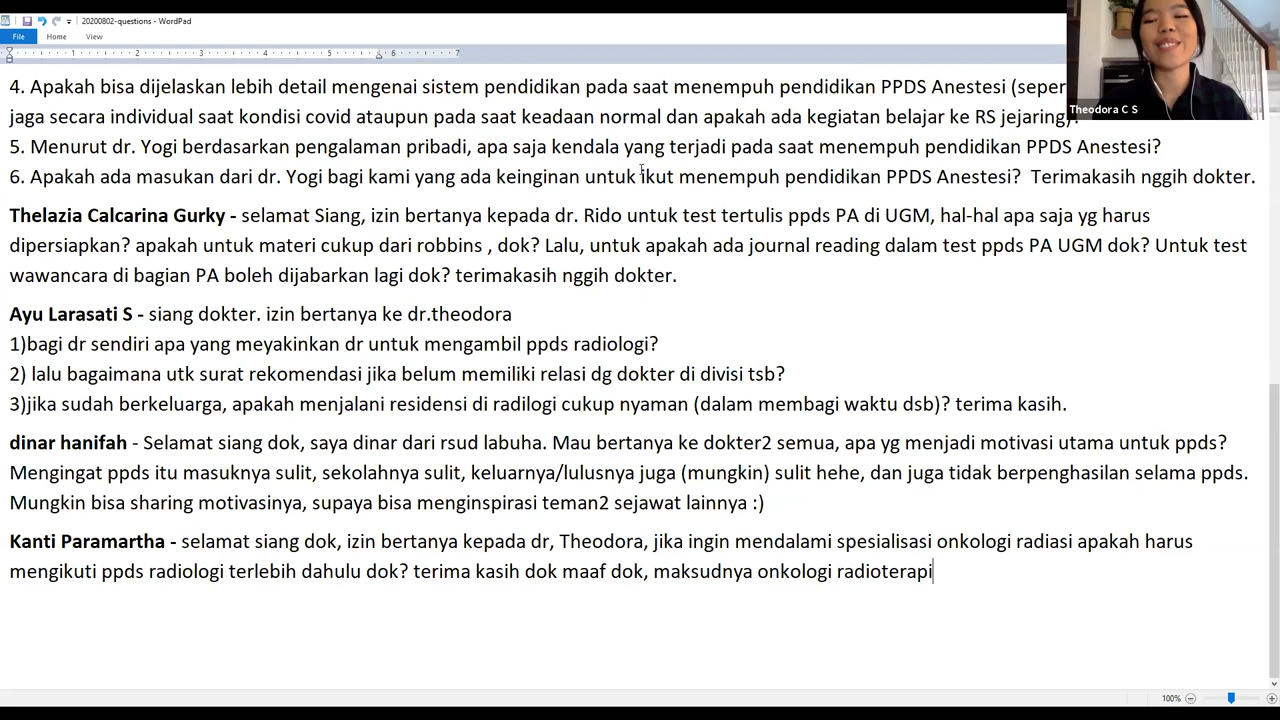 20200802-questions - WordPad
File Home View
1 2 3 4 5 6 7
Theodora C S
4. Apakah bisa dijelaskan lebih detail mengenai sistem pendidikan pada saat menempuh pendidikan PPDS Anestesi (seper
jaga secara individual saat kondisi covid ataupun pada saat keadaan normal dan apakah ada kegiatan belajar ke RS jejaring)?
5. Menurut dr. Yogi berdasarkan pengalaman pribadi, apa saja kendala yang terjadi pada saat menempuh pendidikan PPDS Anestesi?
6. Apakah ada masukan dari dr. Yogi bagi kami yang ada keinginan untuk ikut menempuh pendidikan PPDS Anestesi? Terimakasih nggih dokter.
Thelazia Calcarina Gurky - selamat Siang, izin bertanya kepada dr. Rido untuk test tertulis ppds PA di UGM, hal-hal apa saja yg harus
dipersiapkan? apakah untuk materi cukup dari robbins , dok? Lalu, untuk apakah ada journal reading dalam test ppds PA UGM dok? Untuk test
wawancara di bagian PA boleh dijabarkan lagi dok? terimakasih nggih dokter.
Ayu Larasati S - siang dokter. izin bertanya ke dr.theodora
1)bagi dr sendiri apa yang meyakinkan dr untuk mengambil ppds radiologi?
2) lalu bagaimana utk surat rekomendasi jika belum memiliki relasi dg dokter di divisi tsb?
3)jika sudah berkeluarga, apakah menjalani residensi di radilogi cukup nyaman (dalam membagi waktu dsb)? terima kasih.
dinar hanifah - Selamat siang dok, saya dinar dari rsud labuha. Mau bertanya ke dokter2 semua, apa yg menjadi motivasi utama untuk ppds?
Mengingat ppds itu masuknya sulit, sekolahnya sulit, keluarnya/lulusnya juga (mungkin) sulit hehe, dan juga tidak berpenghasilan selama ppds.
Mungkin bisa sharing motivasinya, supaya bisa menginspirasi teman2 sejawat lainnya :)
Kanti Paramartha - selamat siang dok, izin bertanya kepada dr, Theodora, jika ingin mendalami spesialisasi onkologi radiasi apakah harus
mengikuti ppds radiologi terlebih dahulu dok? terima kasih dok maaf dok, maksudnya onkologi radioterapi
100%